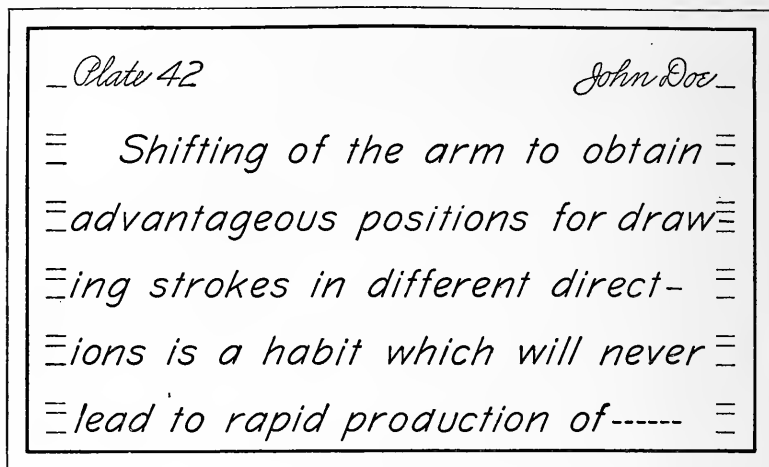 Plate 42 John Doe
Shifting of the arm to obtain
advantageous positions for draw-
ing strokes in different direct-
ions is a habit which will never
lead to rapid production of------